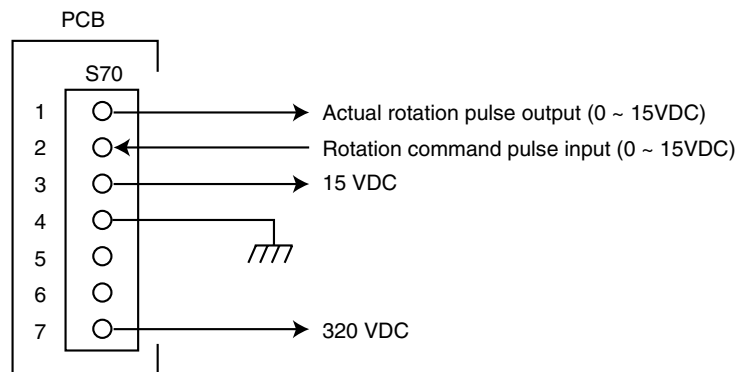 PCB
S70
1 Actual rotation pulse output (0 ~ 15VDC)
2 Rotation command pulse input (0 ~ 15VDC)
3 15 VDC
4
5
6
7 320 VDC